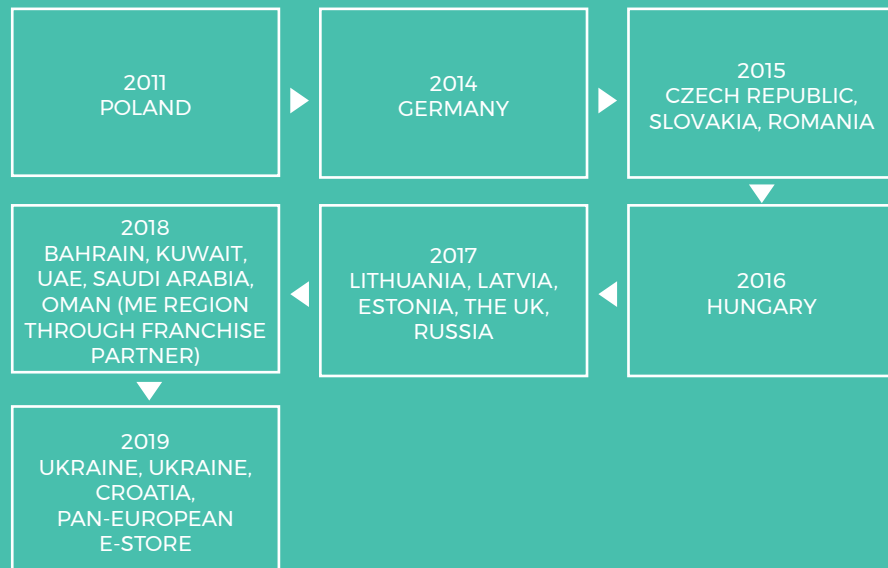 2011
POLAND
2014
GERMANY
2015
CZECH REPUBLIC,
SLOVAKIA, ROMANIA
2016
HUNGARY
2017
LITHUANIA, LATVIA,
ESTONIA, THE UK,
RUSSIA
2018
BAHRAIN, KUWAIT,
UAE, SAUDI ARABIA,
OMAN (ME REGION
THROUGH FRANCHISE
PARTNER)
2019
UKRAINE, UKRAINE,
CROATIA,
PAN-EUROPEAN
E-STORE